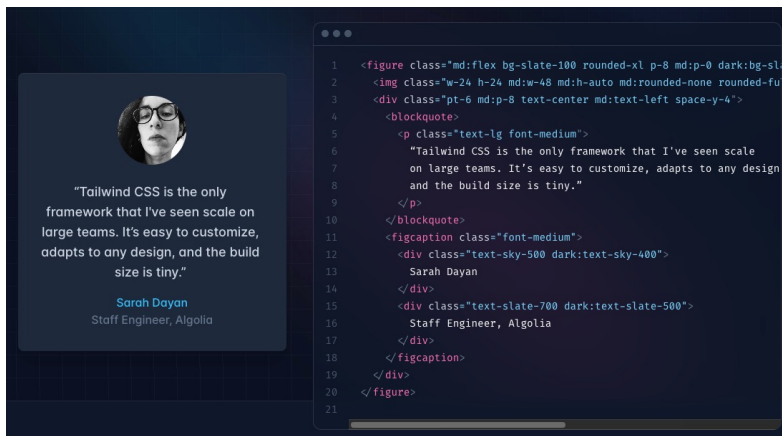 “Tailwind CSS is the only
framework that I've seen scale on
large teams. It’s easy to customize,
adapts to any design, and the build
size is tiny.”
Sarah Dayan
Staff Engineer, Algolia
1 <figure class="md:flex bg-slate-100 rounded-xl p-8 md:p-0 dark:bg-sla
2 <img class="w-24 h-24 md:w-48 md:h-auto md:rounded-none rounded-ful
3 <div class="pt-6 md:p-8 text-center md:text-left space-y-4">
4 <blockquote>
5 <p class="text-lg font-medium">
6 “Tailwind CSS is the only framework that I've seen scale
7 on large teams. It’s easy to customize, adapts to any design
8 and the build size is tiny.”
9 </p>
10 </blockquote>
11 <figcaption class="font-medium">
12 <div class="text-sky-500 dark:text-sky-400">
13 Sarah Dayan
14 </div>
15 <div class="text-slate-700 dark:text-slate-500">
16 Staff Engineer, Algolia
17 </div>
18 </figcaption>
19 </div>
20 </figure>
21